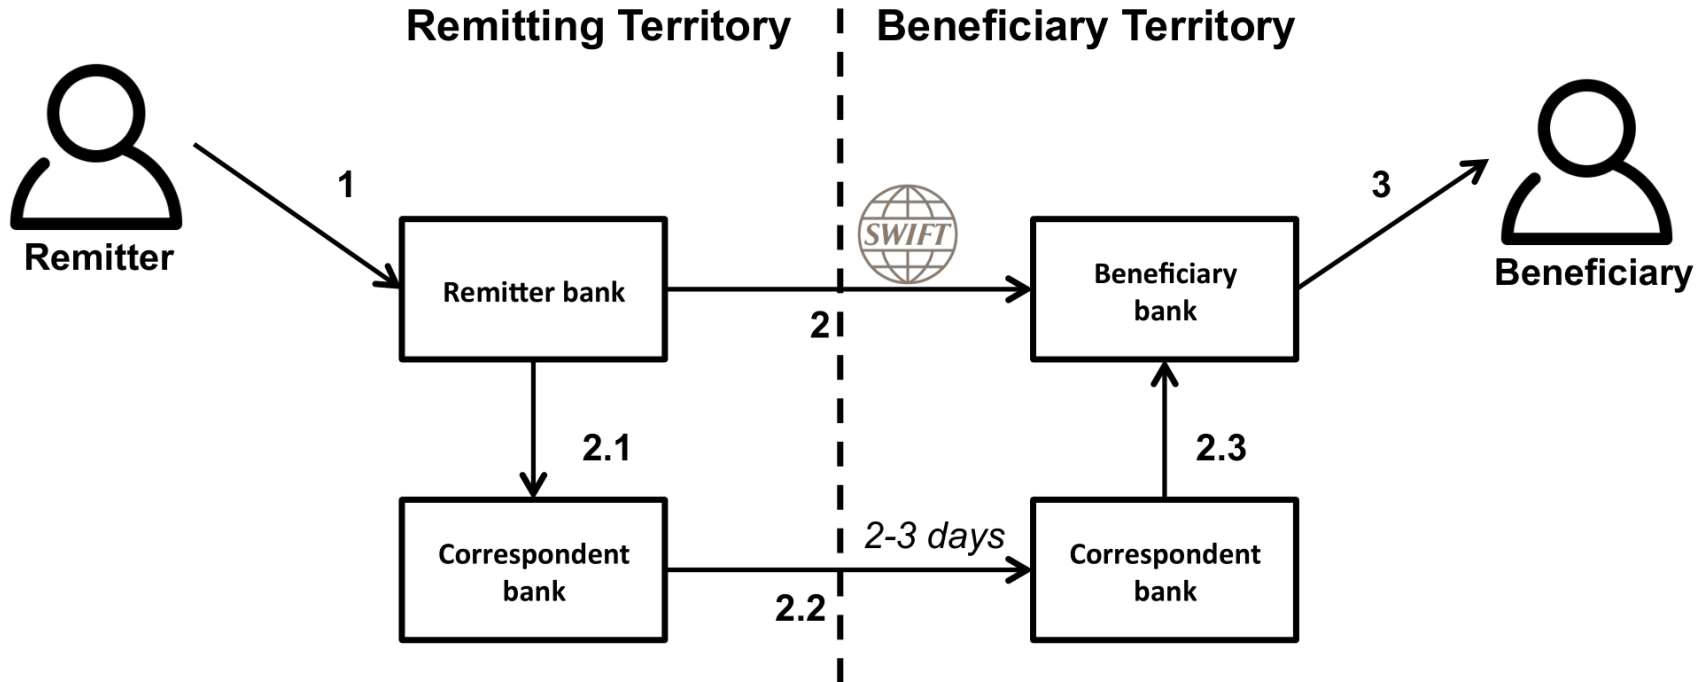 Remitting Territory
Beneficiary Territory
1
3
Remitter
SWIFT
Beneficiary
Remitter bank
Beneficiary
bank
2
2.1
2.3
Correspondent
bank
2-3 days
Correspondent
bank
2.2